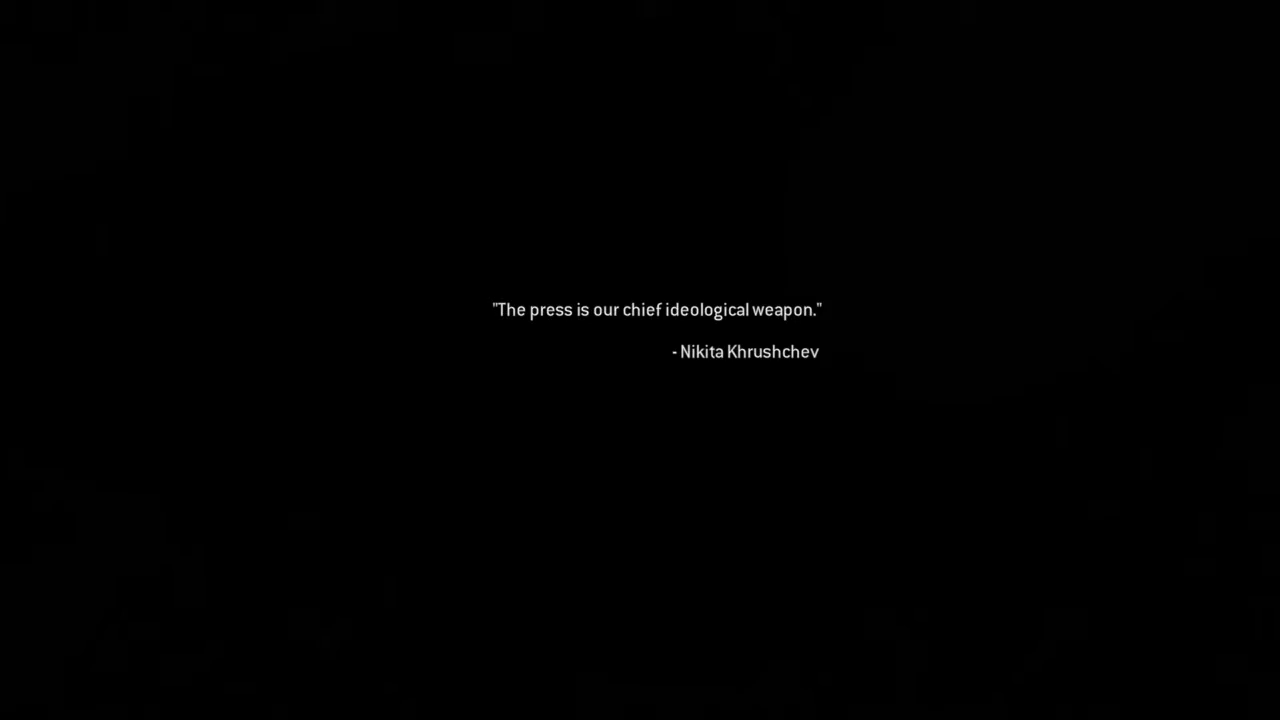 "The press is our chief ideological weapon."
- Nikita Khrushchev